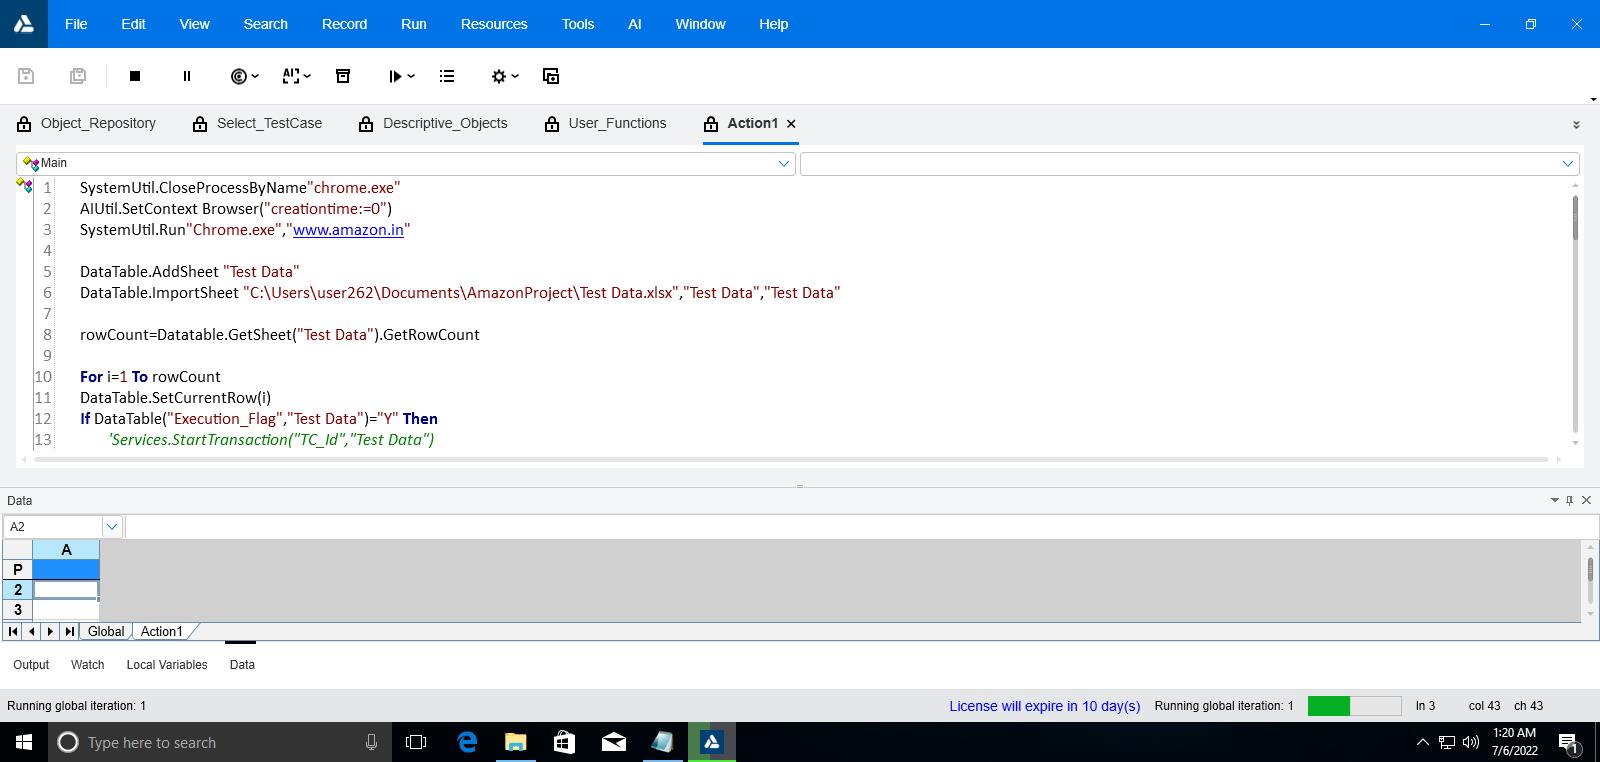 File Edit View Search Record Run Resources Tools AI Window Help
AI
Object_Repository Select_TestCase Descriptive_Objects User_Functions Action1
Main
1 SystemUtil.CloseProcessByName"chrome.exe"
2 AIUtil.SetContext Browser("creationtime:=0")
3 SystemUtil.Run"Chrome.exe","www.amazon.in"
4
5 DataTable.AddSheet "Test Data"
6 DataTable.ImportSheet "C:\Users\user262\Documents\AmazonProject\Test Data.xlsx","Test Data","Test Data"
7
8 rowCount=Datatable.GetSheet("Test Data").GetRowCount
9
10 For i=1 To rowCount
11 DataTable.SetCurrentRow(i)
12 If DataTable("Execution_Flag","Test Data")="Y" Then
13 'Services.StartTransaction("TC_Id","Test Data")
Data
A2
A
P
2
3
Global Action1
Output Watch Local Variables Data
Running global iteration: 1 License will expire in 10 day(s) Running global iteration: 1 ln 3 col 43 ch 43
Type here to search
1:20 AM
7/6/2022
1